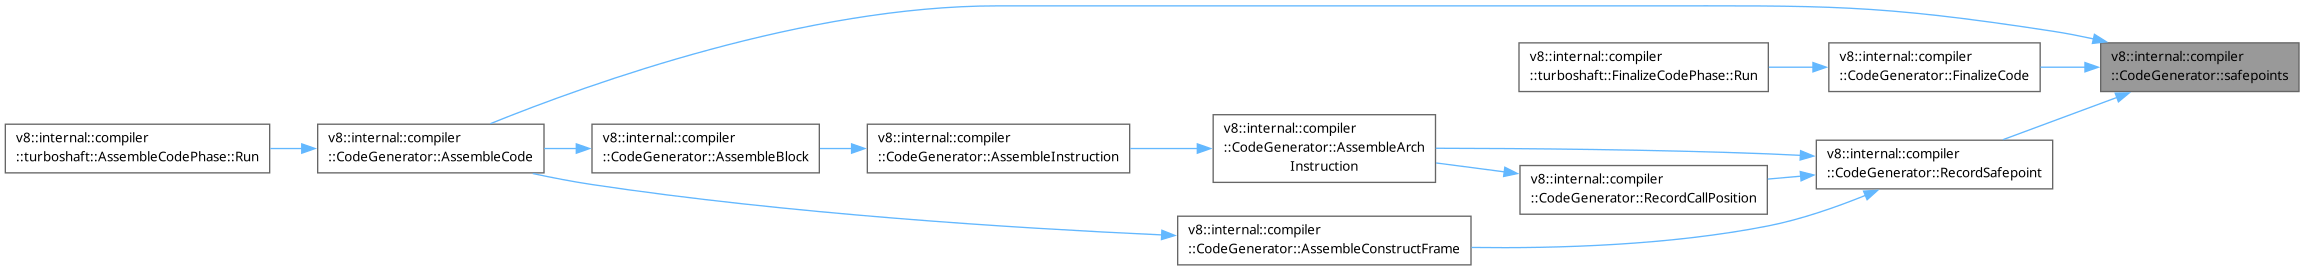 v8::internal::compiler
::turboshaft::AssembleCodePhase::Run
v8::internal::compiler
::CodeGenerator::AssembleCode
v8::internal::compiler
::CodeGenerator::AssembleBlock
v8::internal::compiler
::CodeGenerator::AssembleInstruction
v8::internal::compiler
::CodeGenerator::AssembleArch
Instruction
v8::internal::compiler
::CodeGenerator::AssembleConstructFrame
v8::internal::compiler
::turboshaft::FinalizeCodePhase::Run
v8::internal::compiler
::CodeGenerator::RecordCallPosition
v8::internal::compiler
::CodeGenerator::FinalizeCode
v8::internal::compiler
::CodeGenerator::RecordSafepoint
v8::internal::compiler
::CodeGenerator::safepoints